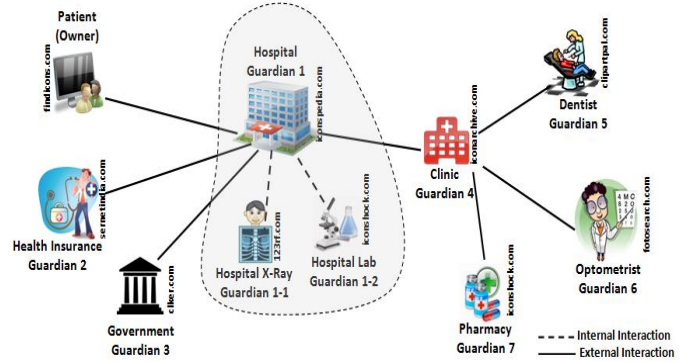 Patient
(Owner)
findicons.com
Hospital
Guardian 1
iconspedia.com
clipartpal.com
Dentist
Guardian 5
iconarchive.com
Clinic
Guardian 4
semeindia.com
Health Insurance
Guardian 2
123rf.com
Hospital X-Ray
Guardian 1-1
iconshock.com
Hospital Lab
Guardian 1-2
fotosearch.com
Optometrist
Guardian 6
clker.com
Government
Guardian 3
iconshock.com
Pharmacy
Guardian 7
Internal Interaction
External Interaction